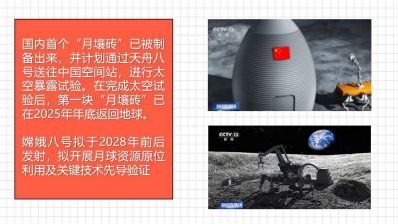 国内首个“月壤砖”已被制
备出来，并计划通过天舟八
号送往中国空间站，进行太
空暴露试验。在完成太空试
验后，第一块“月壤砖”已
在2025年年底返回地球。
嫦娥八号拟于2028年前后
发射，拟开展月球资源原位
利用及关键技术先导验证
CCTV-13
CCTV-13